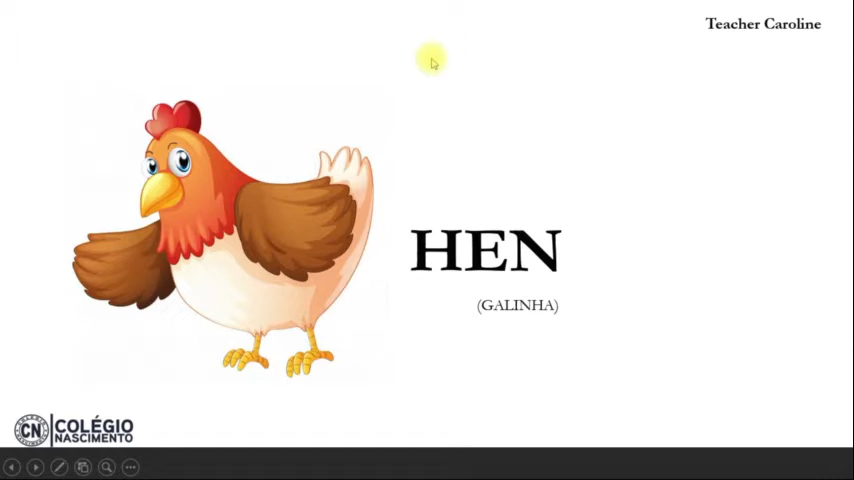 Teacher Caroline
HEN
(GALINHA)
CN
COLÉGIO
NASCIMENTO